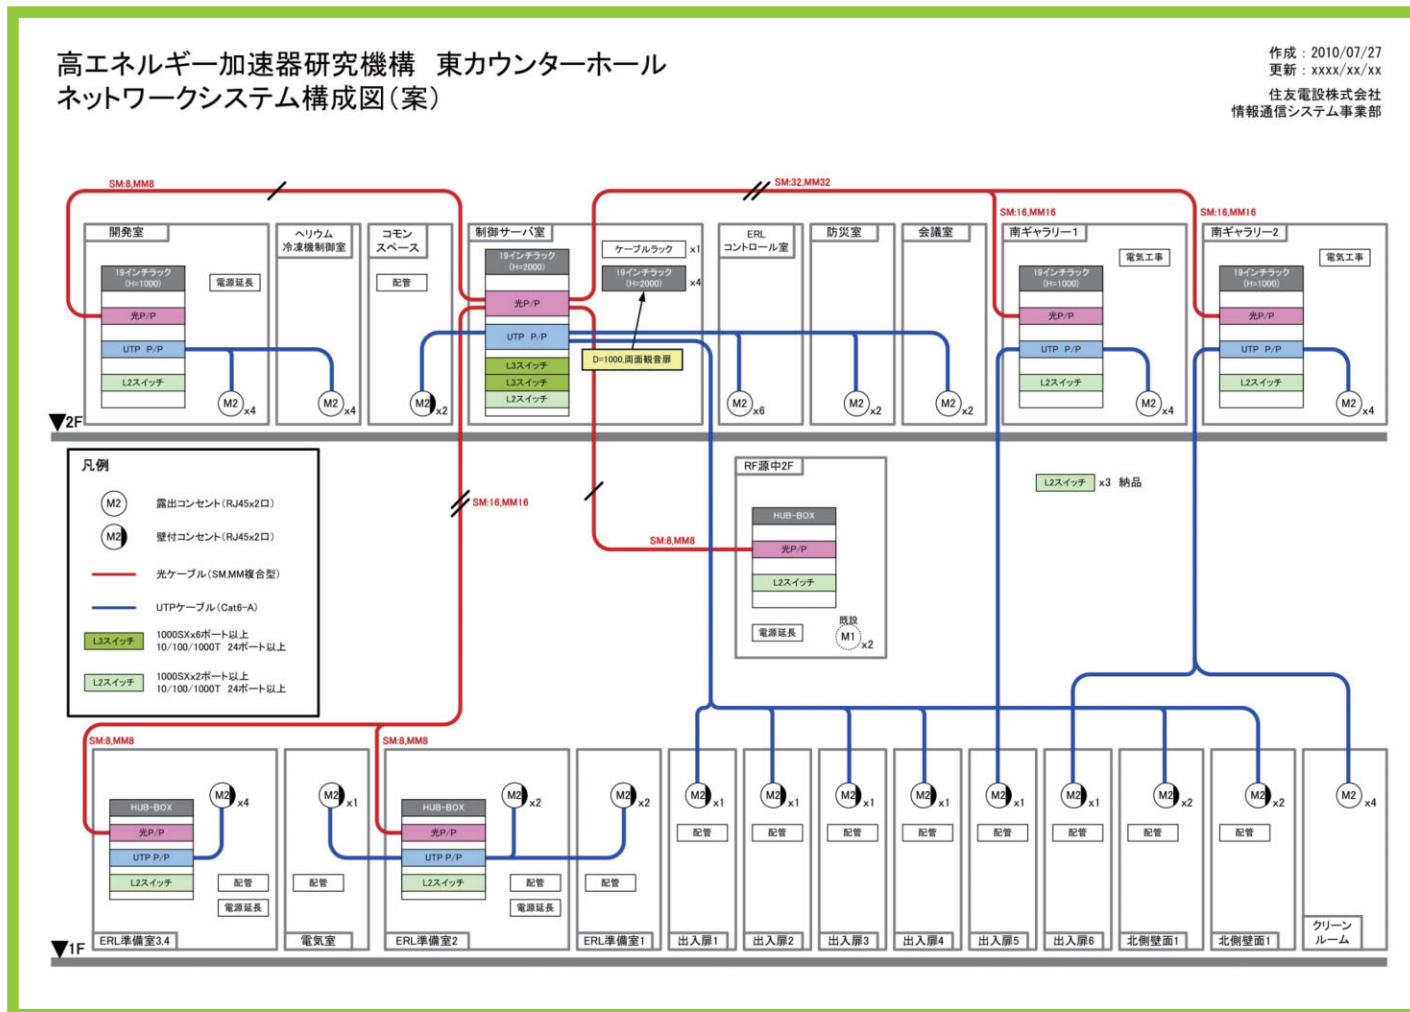 高エネルギー加速器研究機構　東カウンターホール
ネットワークシステム構成図(案)
作成：2010/07/27
更新：xxxx/xx/xx
住友電設株式会社
情報通信システム事業部
SM:8,MM8
SM:32,MM32
SM:16,MM16
SM:16,MM16
開発室
19インチラック
(H=1000)
電源延長
光P/P
UTP P/P
L2スイッチ
M2 x4
ヘリウム
冷凍機制御室
M2 x4
コモン
スペース
配管
M2 x2
制御サーバ室
19インチラック
(H=2000)
光P/P
UTP P/P
L3スイッチ
L3スイッチ
L2スイッチ
ケーブルラック x1
19インチラック
(H=2000)
x4
D=1000,両面観音扉
ERL
コントロール室
M2 x6
防災室
M2 x2
会議室
M2 x2
南ギャラリー1
電気工事
19インチラック
(H=1000)
光P/P
UTP P/P
L2スイッチ
M2 x4
南ギャラリー2
電気工事
19インチラック
(H=1000)
光P/P
UTP P/P
L2スイッチ
M2 x4
▼2F
凡例
M2 露出コンセント(RJ45x2口)
M2 壁付コンセント(RJ45x2口)
光ケーブル(SM,MM複合型)
UTPケーブル(Cat6-A)
L3スイッチ
1000SXx6ポート以上
10/100/1000T 24ポート以上
L2スイッチ
1000SXx2ポート以上
10/100/1000T 24ポート以上
SM:16,MM16
SM:8,MM8
RF源中2F
HUB-BOX
光P/P
L2スイッチ
電源延長
既設
M1 x2
L2スイッチ x3 納品
SM:8,MM8
SM:8,MM8
HUB-BOX
光P/P
UTP P/P
L2スイッチ
M2 x4
配管
電源延長
ERL準備室3,4
M2 x1
配管
電気室
HUB-BOX
光P/P
UTP P/P
L2スイッチ
M2 x2
配管
電源延長
ERL準備室2
M2 x2
配管
ERL準備室1
M2 x1
配管
出入扉1
M2 x1
配管
出入扉2
M2 x1
配管
出入扉3
M2 x1
配管
出入扉4
M2 x1
配管
出入扉5
M2 x1
配管
出入扉6
M2 x2
配管
北側壁面1
M2 x2
配管
北側壁面1
M2 x4
クリーン
ルーム
▼1F